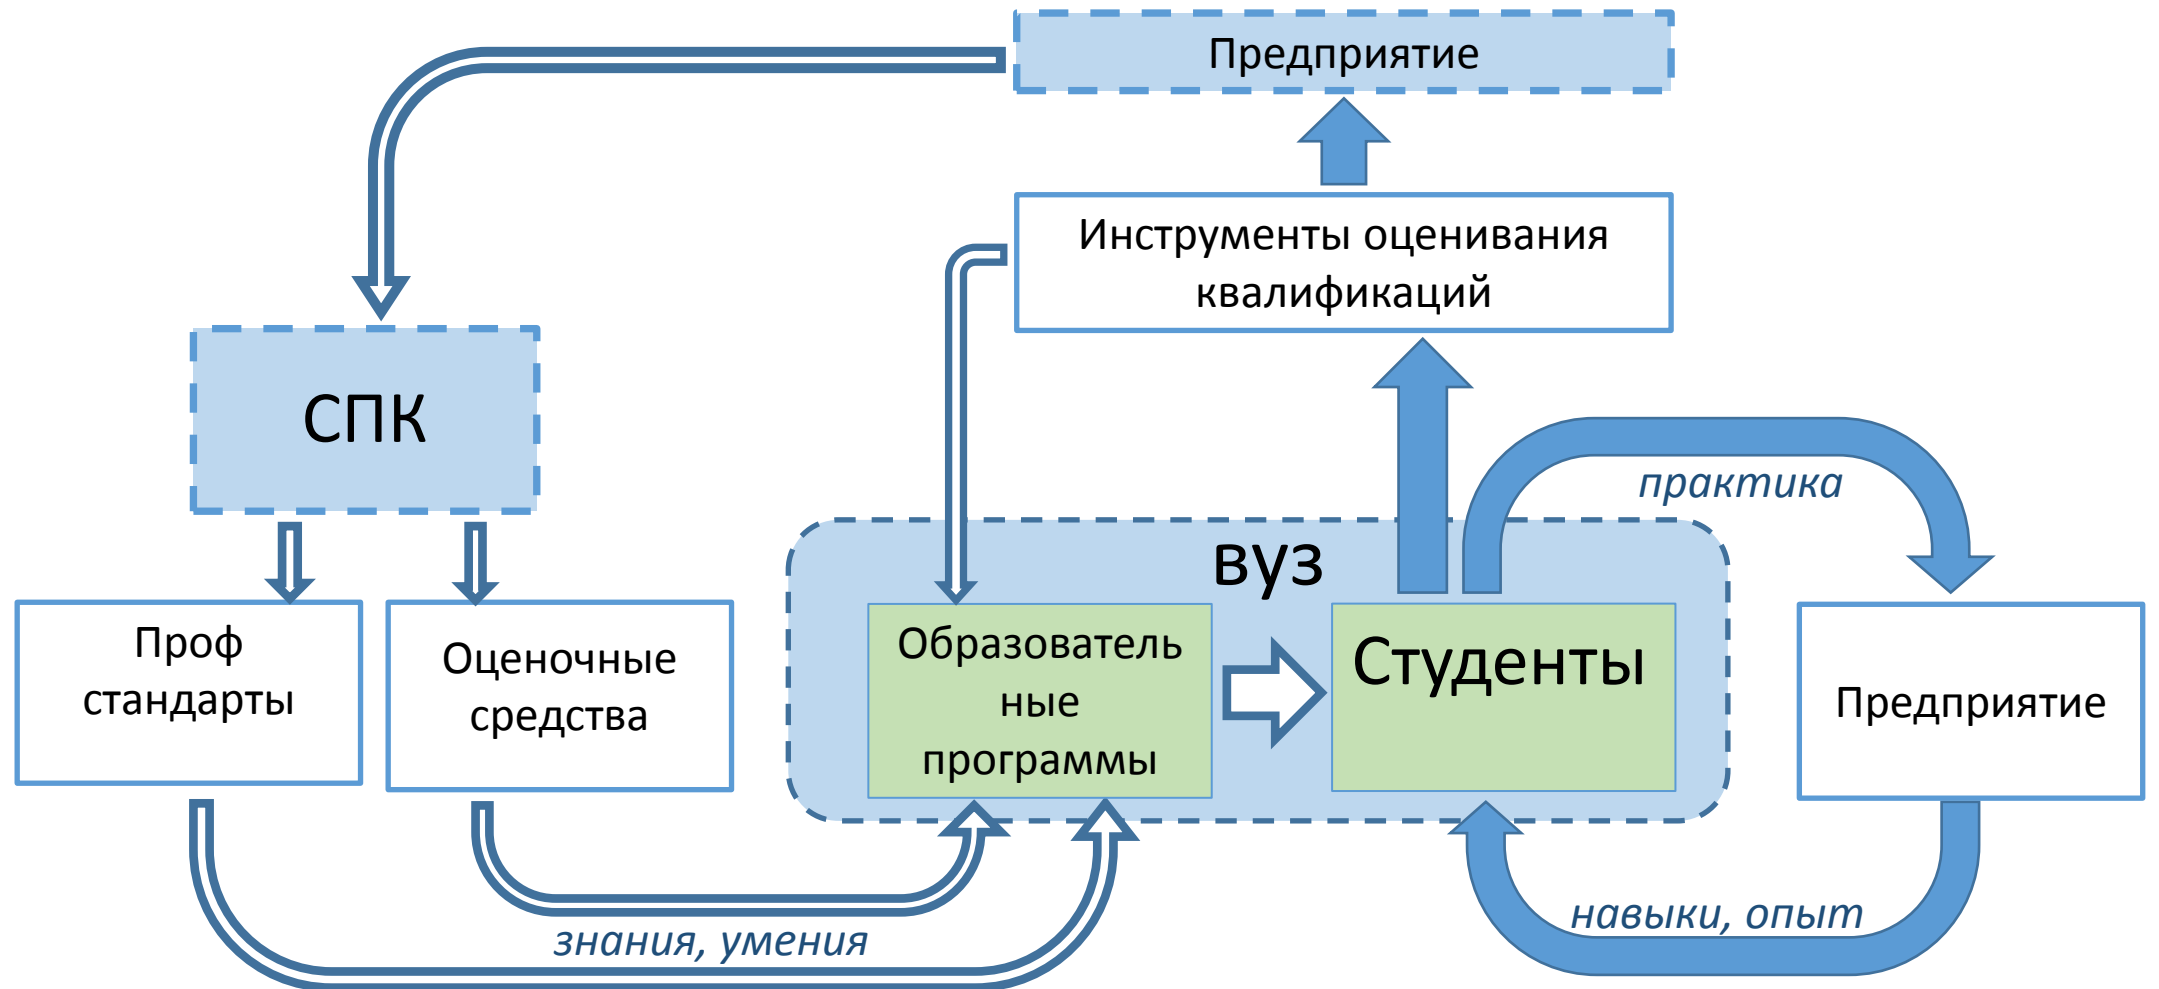 Предприятие
Инструменты оценивания
квалификаций
СПК
практика
вуз
Проф
стандарты
Оценочные
средства
Образователь
ные
программы
Студенты
Предприятие
навыки, опыт
знания, умения